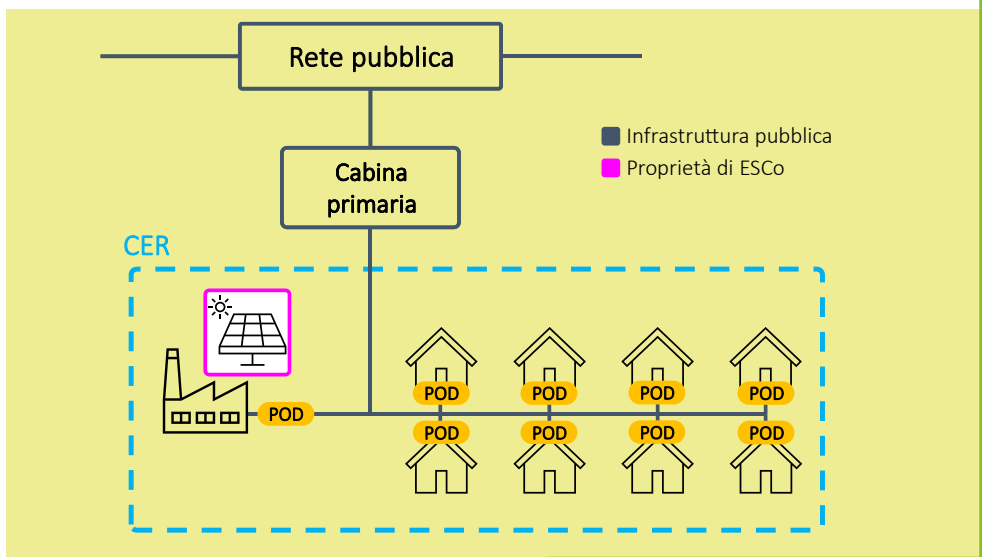 Rete pubblica
Infrastruttura pubblica
Proprietà di ESCo
Cabina
primaria
CER
POD POD POD POD
POD
POD POD POD POD